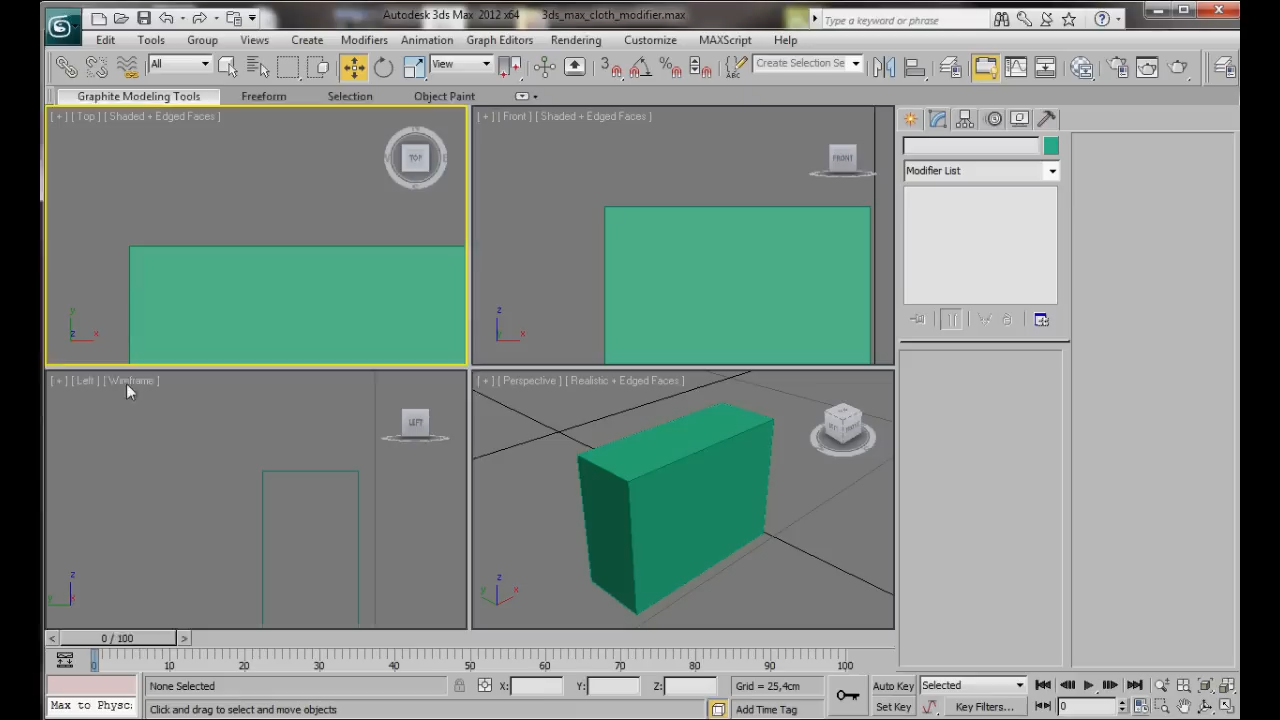 Autodesk 3ds Max 2012 x64 3ds_max_cloth_modifier.max
Type a keyword or phrase
Edit Tools Group Views Create Modifiers Animation Graph Editors Rendering Customize MAXScript Help
All View 3 Create Selection Se
Graphite Modeling Tools Freeform Selection Object Paint
[ + ] [ Top ] [ Shaded + Edged Faces ]
[ + ] [ Front ] [ Shaded + Edged Faces ]
TOP
FRONT
Modifier List
y
z x
z
y x
[ + ] [ Left ] [ Wireframe ]
[ + ] [ Perspective ] [ Realistic + Edged Faces ]
LEFT
z
y x
z
y x
< 0 / 100 >
0 10 20 30 40 50 60 70 80 90 100
None Selected X: Y: Z: Grid = 25,4cm Auto Key Selected
Max to Physc: Click and drag to select and move objects Add Time Tag Set Key Key Filters... 0